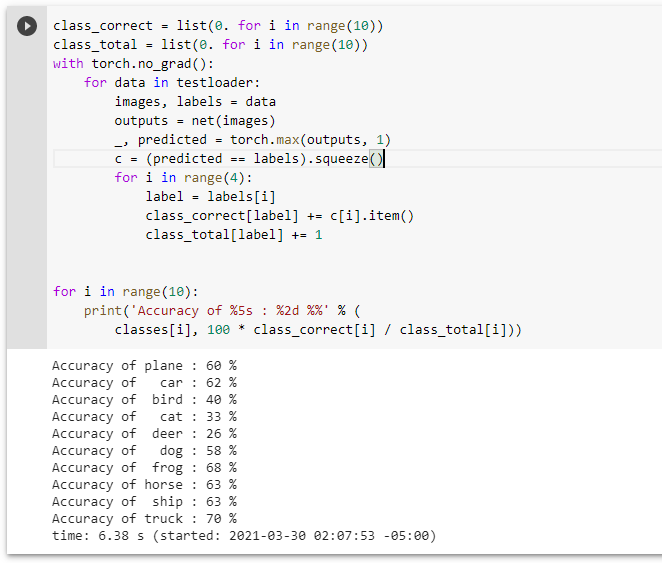 class_correct = list(0. for i in range(10))
class_total = list(0. for i in range(10))
with torch.no_grad():
    for data in testloader:
        images, labels = data
        outputs = net(images)
        _, predicted = torch.max(outputs, 1)
        c = (predicted == labels).squeeze()
        for i in range(4):
            label = labels[i]
            class_correct[label] += c[i].item()
            class_total[label] += 1
for i in range(10):
    print('Accuracy of %5s : %2d %%' % (
        classes[i], 100 * class_correct[i] / class_total[i]))
Accuracy of plane : 60 %
Accuracy of   car : 62 %
Accuracy of  bird : 40 %
Accuracy of   cat : 33 %
Accuracy of  deer : 26 %
Accuracy of   dog : 58 %
Accuracy of  frog : 68 %
Accuracy of horse : 63 %
Accuracy of  ship : 63 %
Accuracy of truck : 70 %
time: 6.38 s (started: 2021-03-30 02:07:53 -05:00)